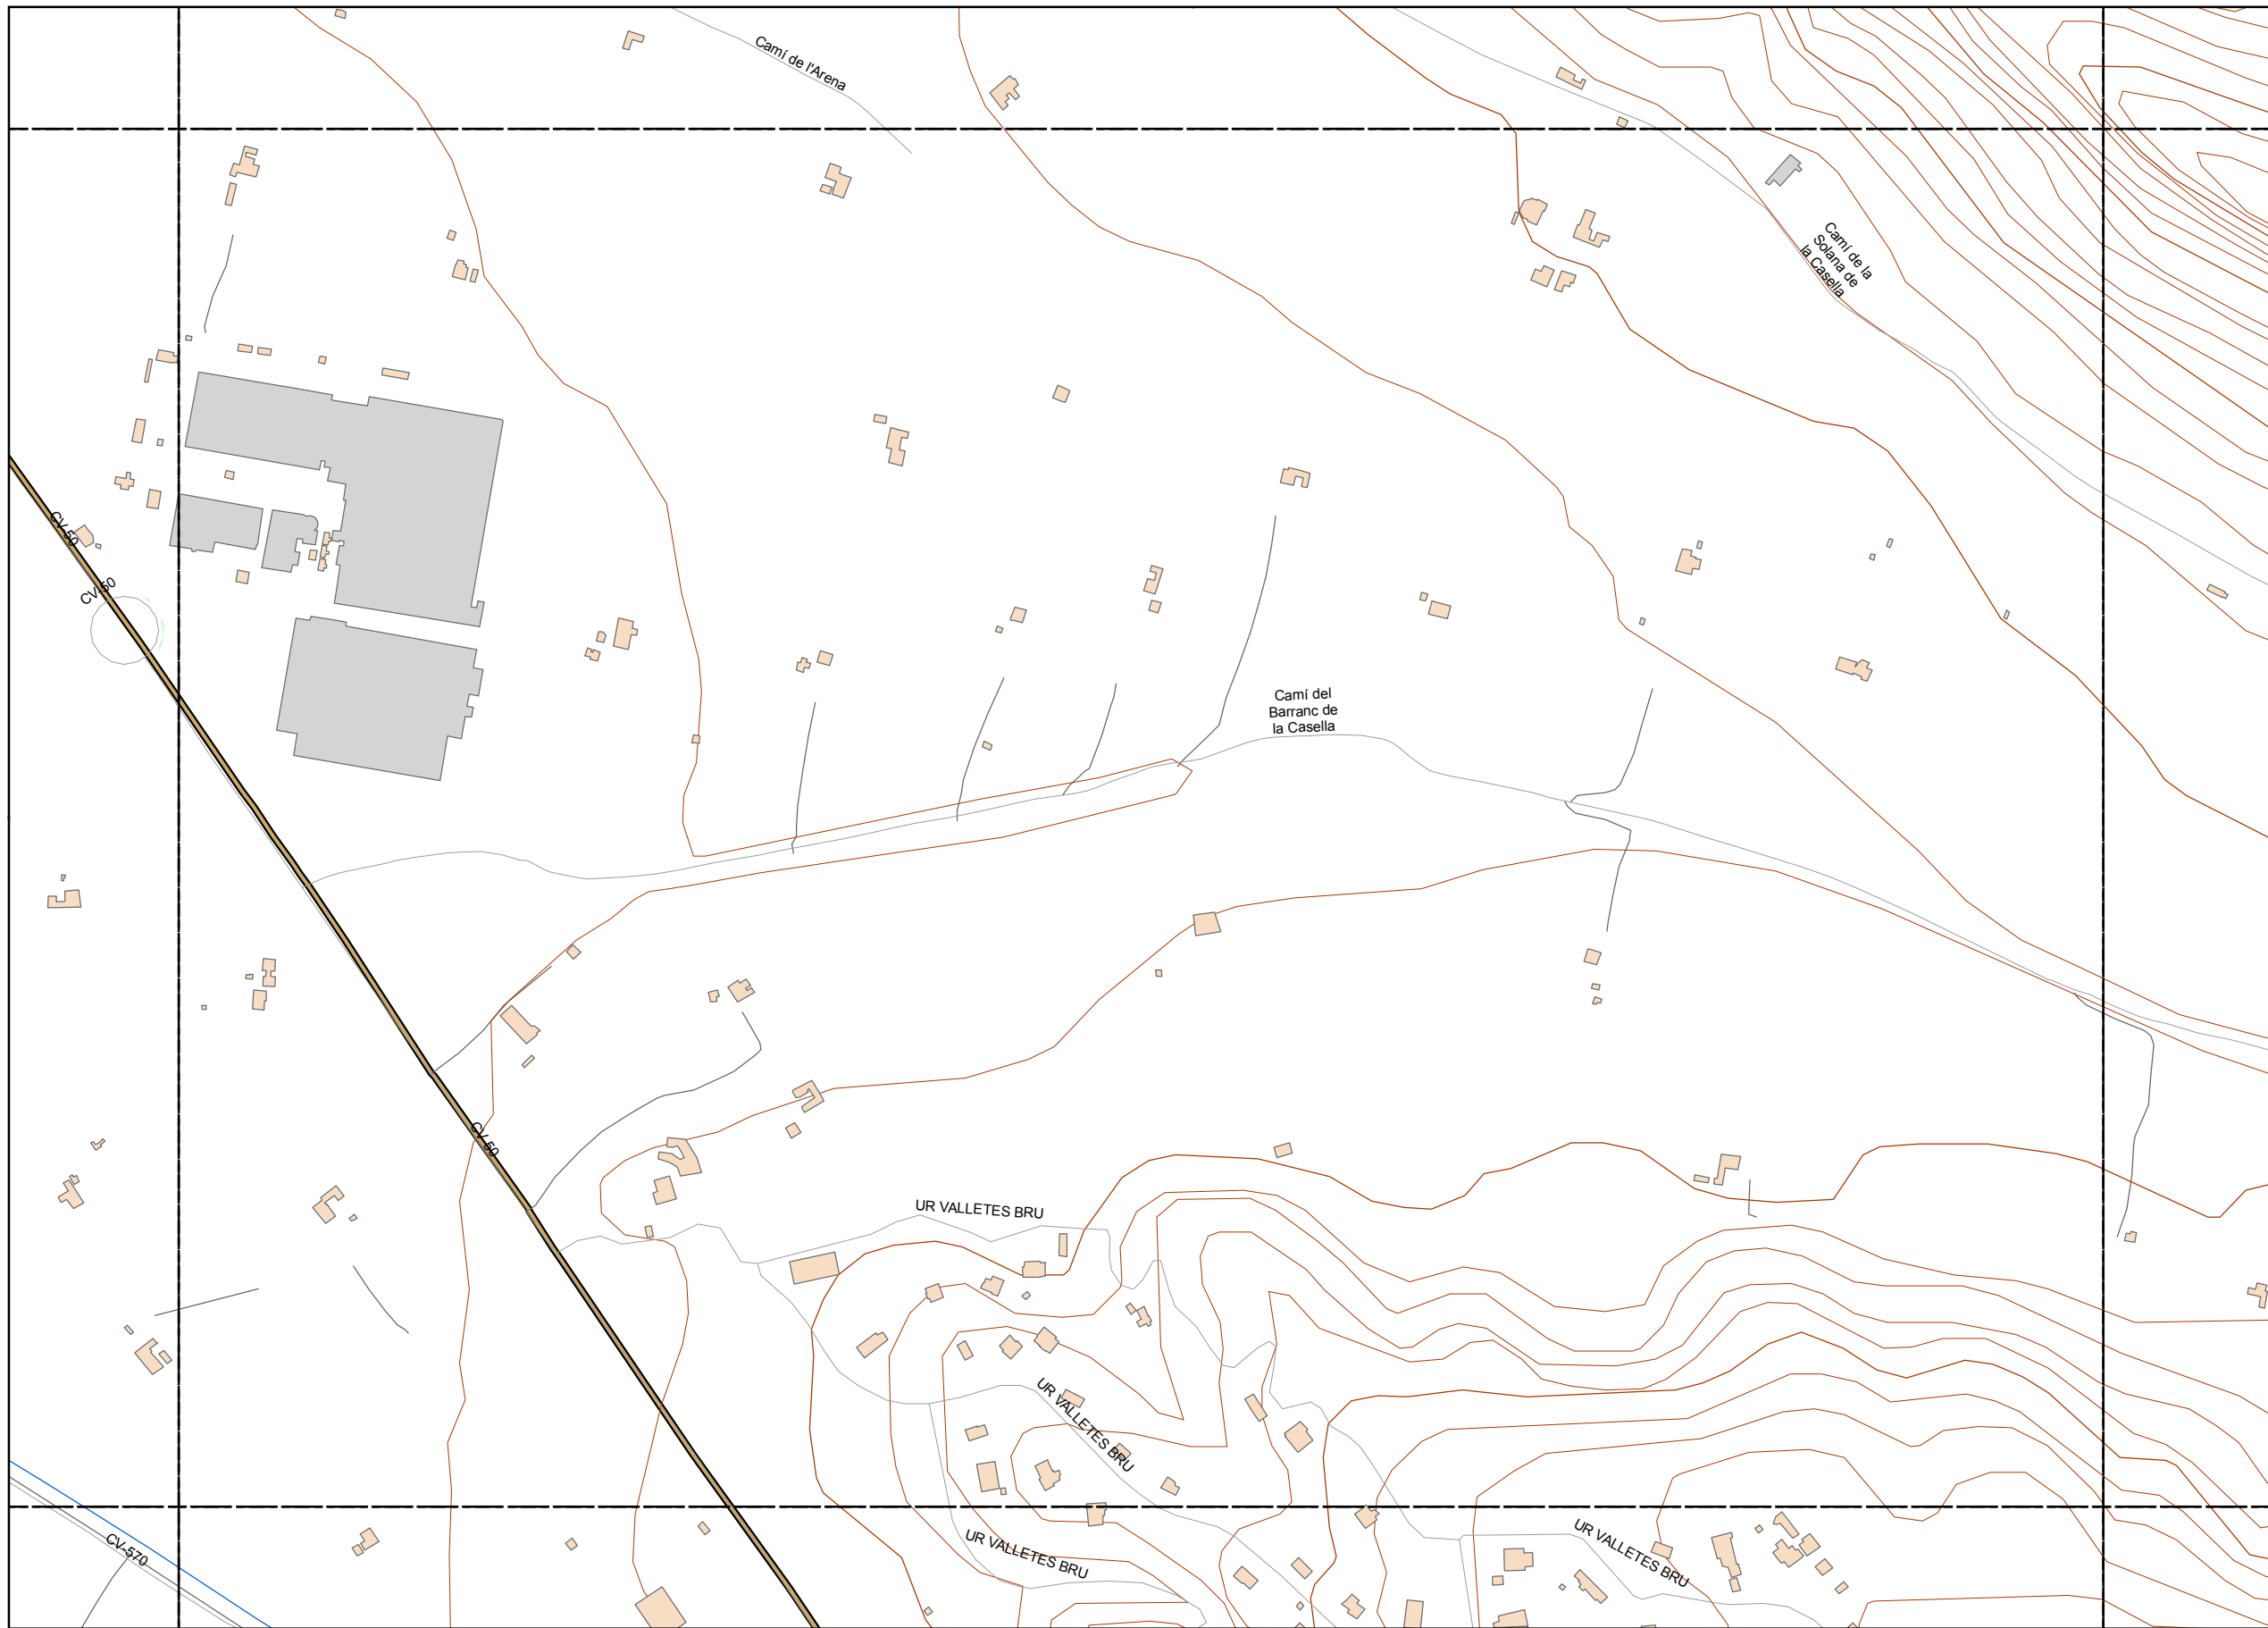 Camí de l'Arena
Camí de la
Solana de
la Casella
CV-50
CV-50
Camí del
Barranc de
la Casella
CV-50
UR VALLETES BRU
UR VALLETES BRU
UR VALLETES BRU
UR VALLETES BRU
CV-570